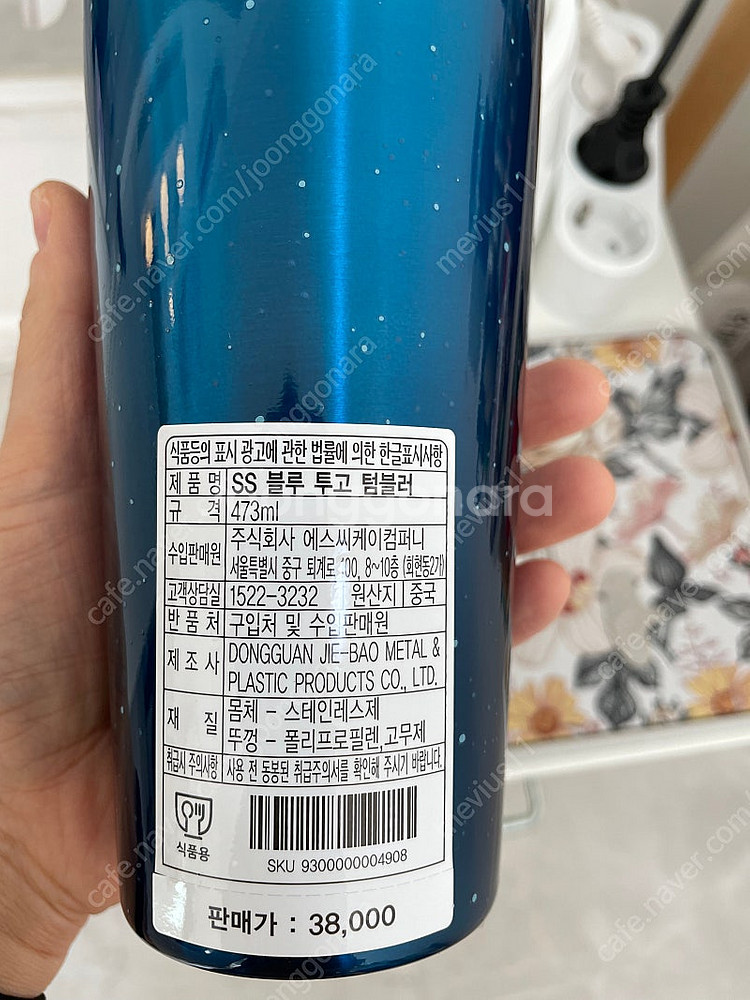 식품등의 표시 광고에 관한 법률에 의한 한글표시사항
제 품 명 SS 블루 투고 텀블러
규 격 473ml
수입판매원 주식회사 에스씨케이컴퍼니
서울특별시 중구 퇴계로 100, 8~10층 (회현동2가)
고객상담실 1522-3232 원산지 중국
반 품 처 구입처 및 수입판매원
제 조 사 DONGGUAN JIE-BAO METAL &
PLASTIC PRODUCTS CO., LTD.
재 질 몸체 - 스테인레스제
뚜껑 - 폴리프로필렌,고무제
취급시 주의사항 사용 전 동봉된 취급주의서를 확인해 주시기 바랍니다.
식품용
SKU 9300000004908
판매가 : 38,000
joonggonara
cafe.naver.com/joonggonara
mevius11